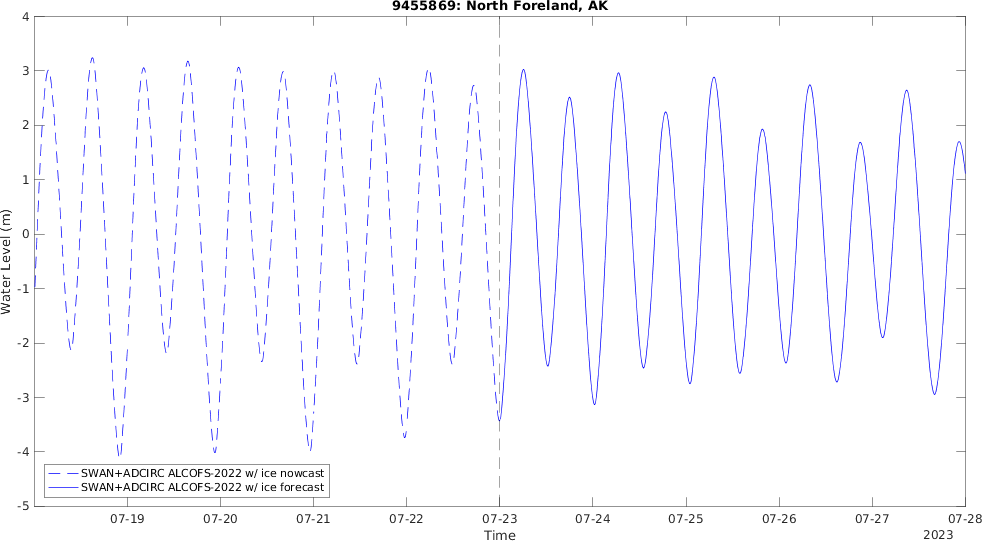 9455869: North Foreland, AK
4
3
2
1
0
-1
-2
-3
-4
-5
Water Level (m)
SWAN+ADCIRC ALCOFS-2022 w/ ice nowcast
SWAN+ADCIRC ALCOFS-2022 w/ ice forecast
07-19 07-20 07-21 07-22 07-23 07-24 07-25 07-26 07-27 07-28
Time
2023